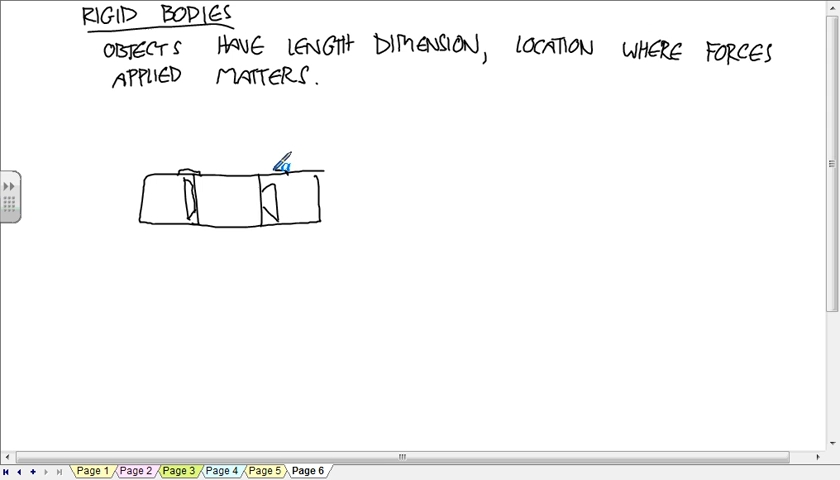 RIGID BODIES
OBJECTS HAVE LENGTH DIMENSION, LOCATION WHERE FORCES
APPLIED MATTERS.
Page 1 Page 2 Page 3 Page 4 Page 5 Page 6